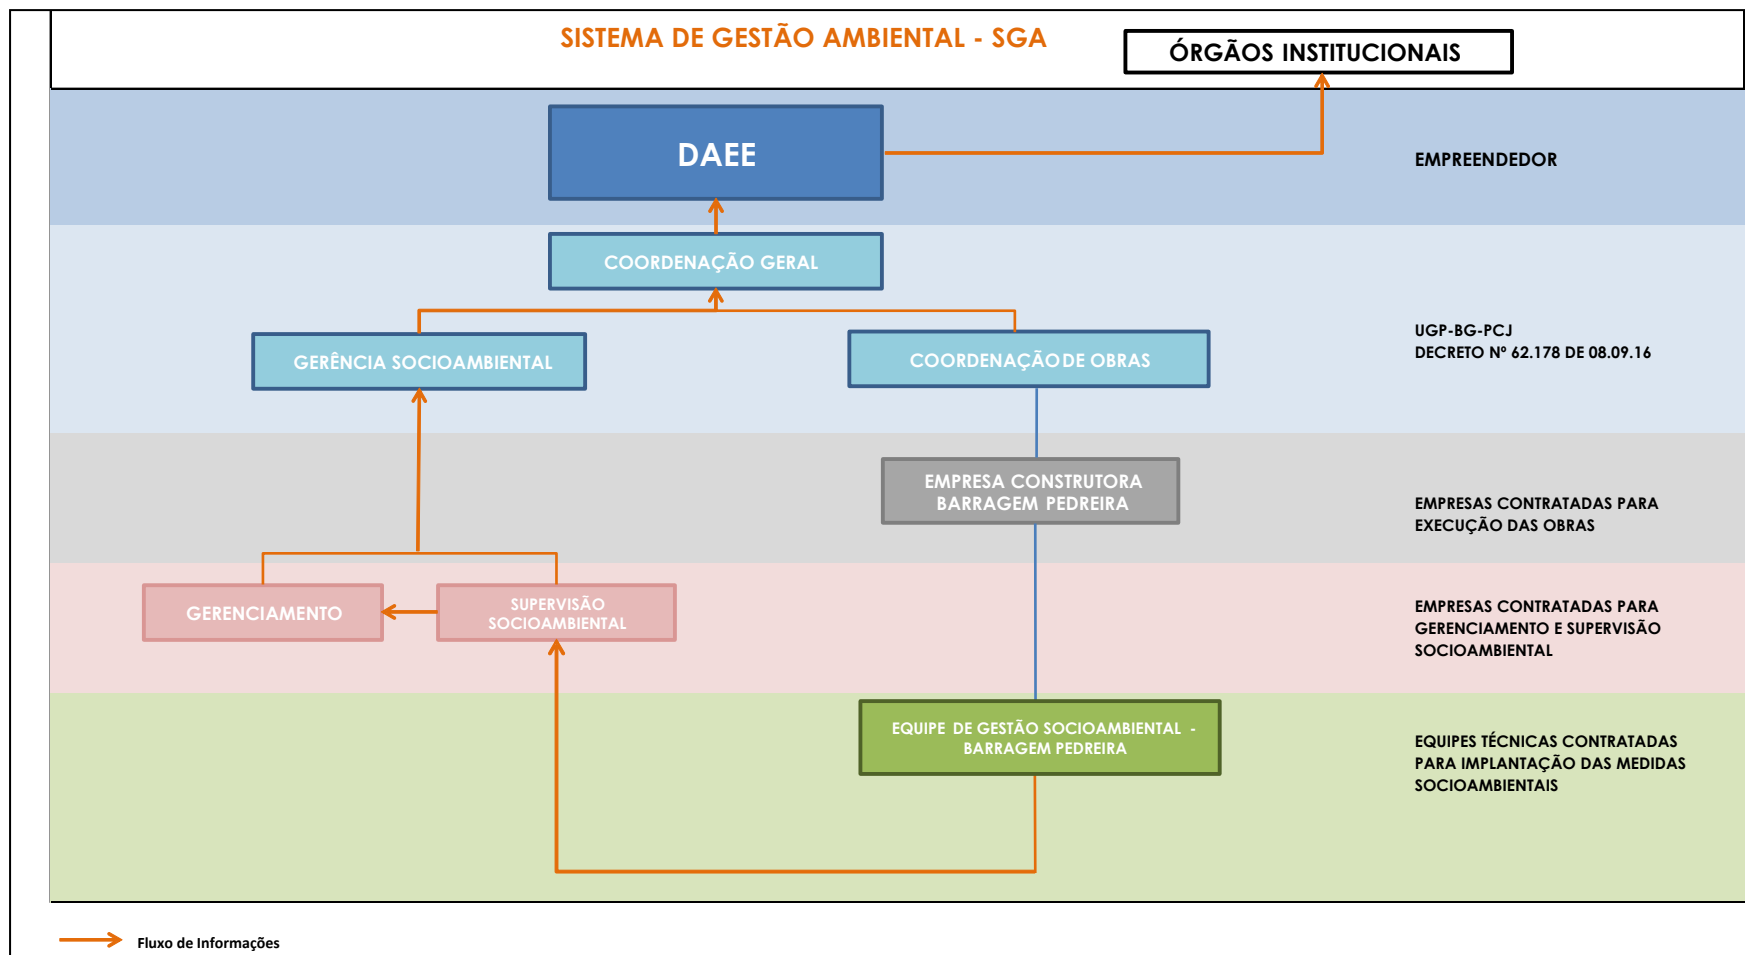 SISTEMA DE GESTÃO AMBIENTAL - SGA
ÓRGÃOS INSTITUCIONAIS
DAEE
EMPREENDEDOR
COORDENAÇÃO GERAL
GERÊNCIA SOCIOAMBIENTAL
COORDENAÇÃO DE OBRAS
UGP-BG-PCJ
DECRETO Nº 62.178 DE 08.09.16
EMPRESA CONSTRUTORA
BARRAGEM PEDREIRA
EMPRESAS CONTRATADAS PARA
EXECUÇÃO DAS OBRAS
GERENCIAMENTO
SUPERVISÃO
SOCIOAMBIENTAL
EMPRESAS CONTRATADAS PARA
GERENCIAMENTO E SUPERVISÃO
SOCIOAMBIENTAL
EQUIPE DE GESTÃO SOCIOAMBIENTAL -
BARRAGEM PEDREIRA
EQUIPES TÉCNICAS CONTRATADAS
PARA IMPLANTAÇÃO DAS MEDIDAS
SOCIOAMBIENTAIS
Fluxo de Informações